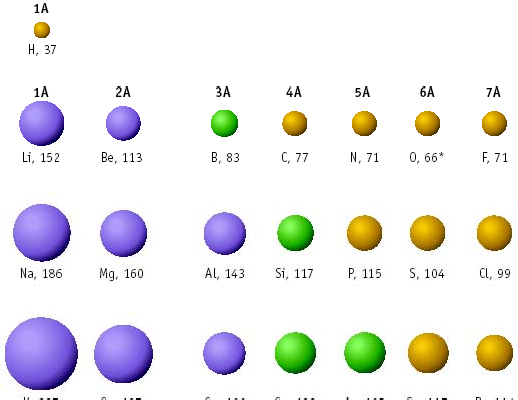 1A
H, 37
1A 2A 3A 4A 5A 6A 7A
Li, 152 Be, 113 B, 83 C, 77 N, 71 O, 66* F, 71
Na, 186 Mg, 160 Al, 143 Si, 117 P, 115 S, 104 Cl, 99